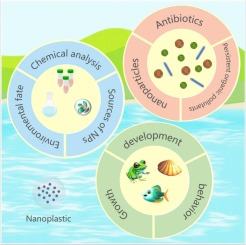 Antibiotics
Chemical analysis
nanoparticles
Persistent organic pollutants
Environmental fate
Sources of NPs
development
Growth
behavior
Nanoplastic